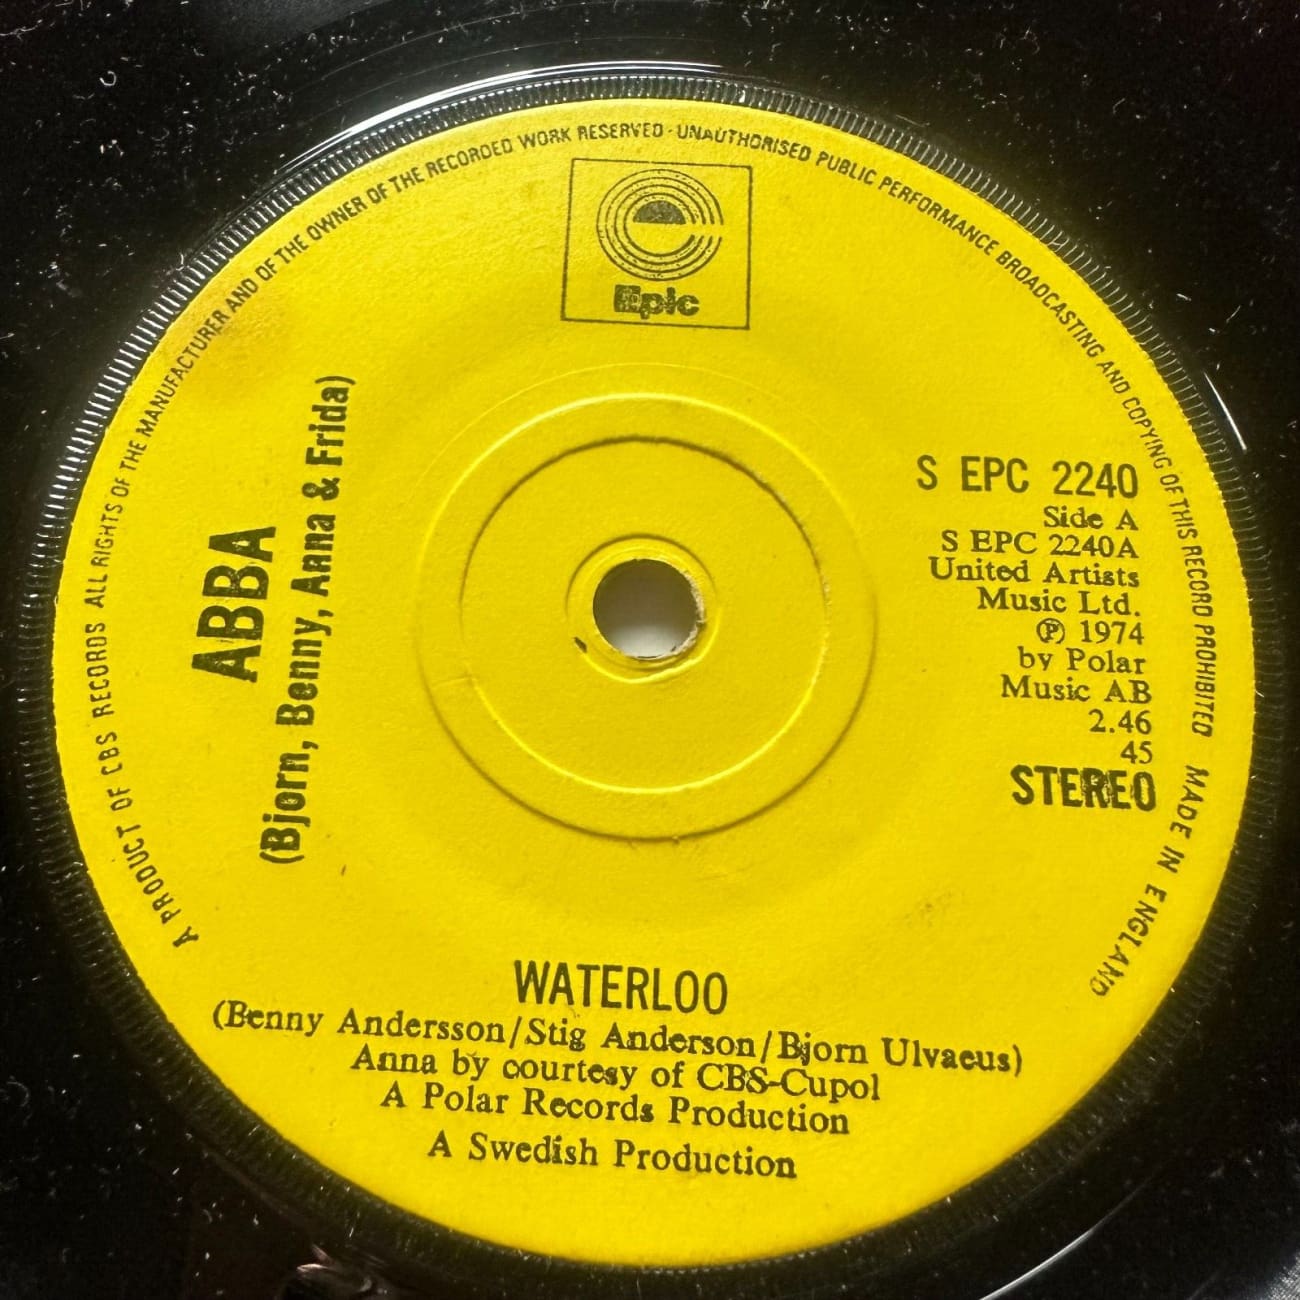 A PRODUCT OF CBS RECORDS ALL RIGHTS OF THE MANUFACTURER AND OF THE OWNER OF THE RECORDED WORK RESERVED · UNAUTHORISED PUBLIC PERFORMANCE BROADCASTING AND COPYING OF THIS RECORD PROHIBITED MADE IN ENGLAND
Epic
ABBA
(Bjorn, Benny, Anna & Frida)
S EPC 2240
Side A
S EPC 2240A
United Artists
Music Ltd.
℗ 1974
by Polar
Music AB
2.46
45
STEREO
WATERLOO
(Benny Andersson/Stig Anderson/Bjorn Ulvaeus)
Anna by courtesy of CBS-Cupol
A Polar Records Production
A Swedish Production